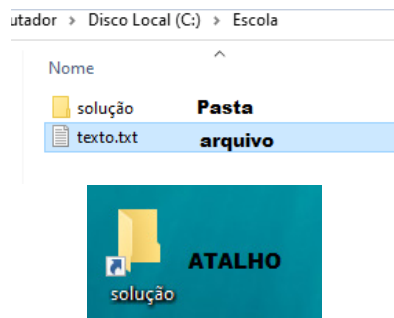 utador > Disco Local (C:) > Escola
Nome
solução Pasta
texto.txt arquivo
ATALHO
solução